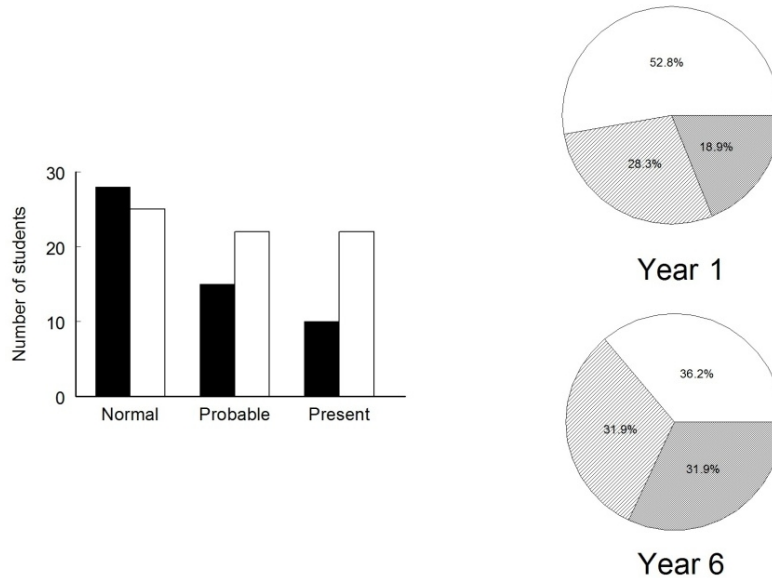 Number of students
30
20
10
0
Normal Probable Present
52.8%
28.3%
18.9%
Year 1
36.2%
31.9%
31.9%
Year 6